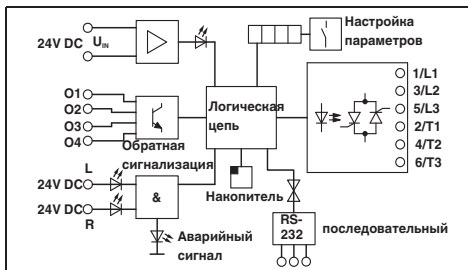 24V DC U_IN
Настройка
параметров
O1
O2
O3
O4
Обратная
сигнализация
Логическая
цепь
1/L1
3/L2
5/L3
2/T1
4/T2
6/T3
L
24V DC
24V DC
R
&
Накопитель
Аварийный
сигнал
RS-
232
последовательный